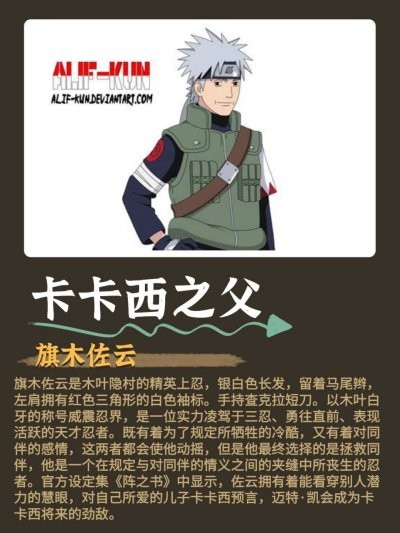 ALIF-KUN
ALIF-KUN.DEVIANTART.COM
卡卡西之父
旗木佐云
旗木佐云是木叶隐村的精英上忍，银白色长发，留着马尾辫，
左肩拥有红色三角形的白色袖标。手持查克拉短刀。以木叶白
牙的称号威震忍界，是一位实力凌驾于三忍、勇往直前、表现
活跃的天才忍者。既有着为了规定所牺牲的冷酷，又有着对同
伴的感情，这两者都会使他动摇，但是他最终选择的是拯救同
伴，他是一个在规定与对同伴的情义之间的夹缝中所丧生的忍
者。官方设定集《阵之书》中显示，佐云拥有着能看穿别人潜
力的慧眼，对自己所爱的儿子卡卡西预言，迈特·凯会成为卡
卡西将来的劲敌。